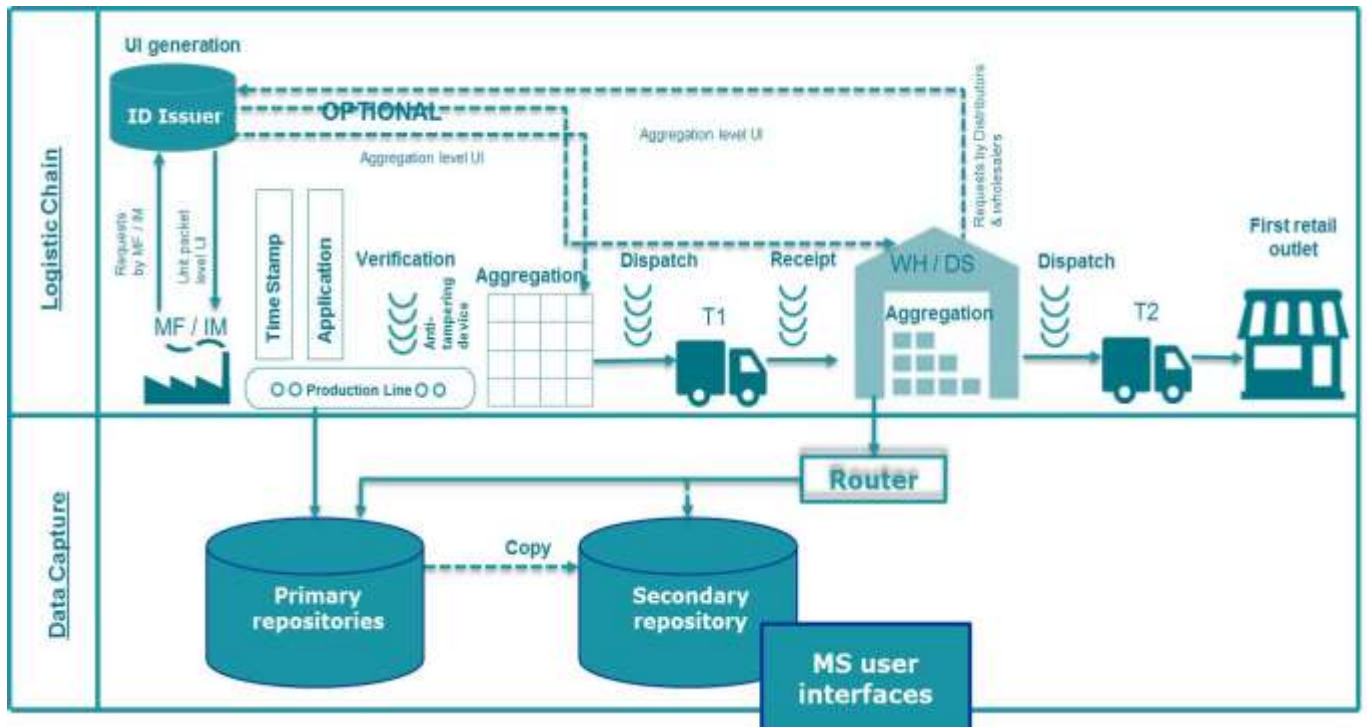 UI generation
ID Issuer
OPTIONAL
Aggregation level UI
Aggregation level UI
Requests by Distributors
& wholesalers
Logistic Chain
Requests
by MF / IM
Unit packet
level UI
Time Stamp
Application
Verification
Anti-
tampering
device
Aggregation
Dispatch
Receipt
WH / DS
Aggregation
Dispatch
First retail
outlet
MF / IM
T1
T2
Production Line
Data Capture
Router
Copy
Primary
repositories
Secondary
repository
MS user
interfaces